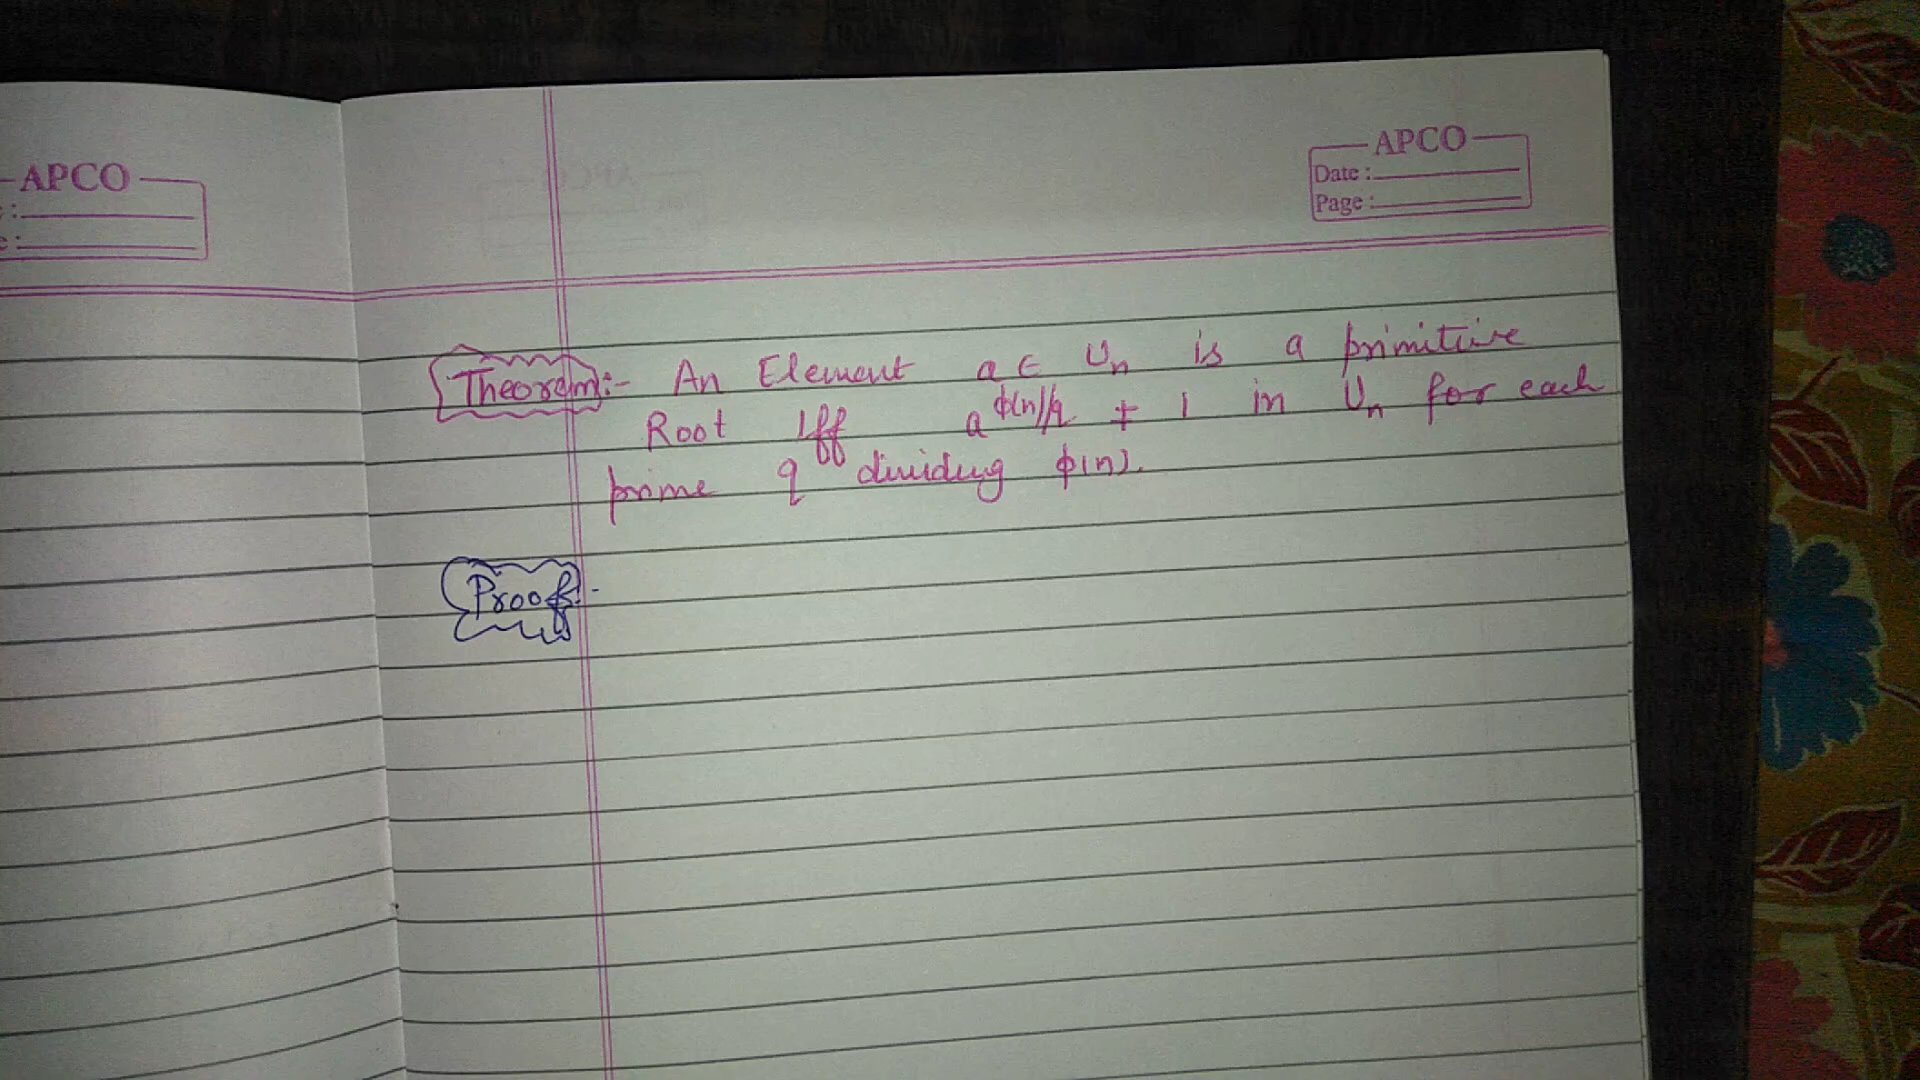 APCO
APCO
Date :
Page :
Theorem:- An Element a ∈ Un is a primitive
Root iff a^ϕ(n)/q ≠ 1 in Un for each
prime q dividing ϕ(n).
Proof:-